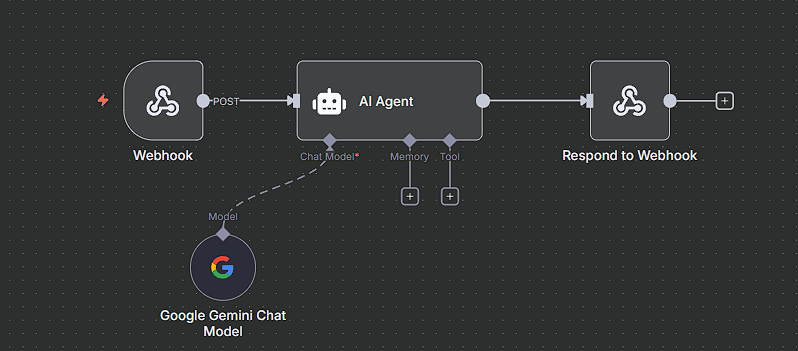 POST
AI Agent
Webhook
Chat Model*
Memory
Tool
Respond to Webhook
Model
Google Gemini Chat
Model